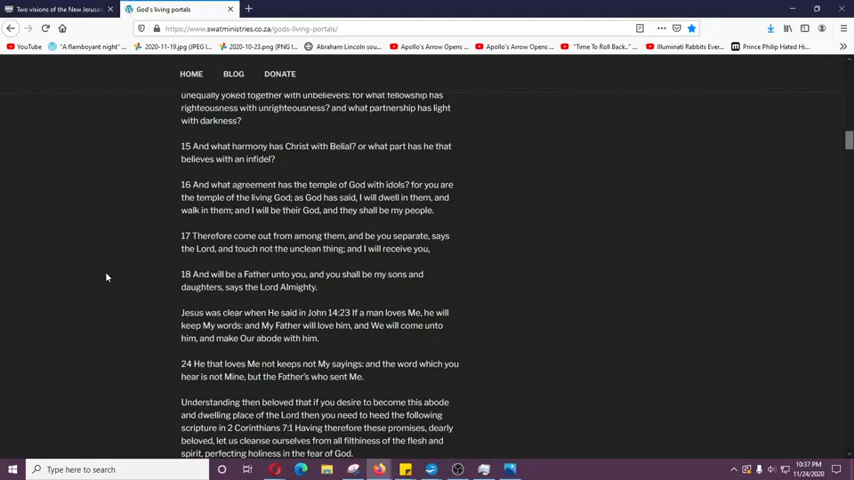 Two visions of the New Jerusal
God's living portals
https://www.swatministries.co.za/gods-living-portals/
YouTube
"A flamboyant night" ...
2020-11-19.jpg (JPEG I...
2020-10-23.png (PNG I...
Abraham Lincoln sou...
Apollo's Arrow Opens ...
Apollo's Arrow Opens ...
"Time To Roll Back...
Illuminati Rabbits Ever...
Prince Philip Hated Hi...
HOME BLOG DONATE
unequally yoked together with unbelievers: for what fellowship has
righteousness with unrighteousness? and what partnership has light
with darkness?
15 And what harmony has Christ with Belial? or what part has he that
believes with an infidel?
16 And what agreement has the temple of God with idols? for you are
the temple of the living God; as God has said, I will dwell in them, and
walk in them; and I will be their God, and they shall be my people.
17 Therefore come out from among them, and be you separate, says
the Lord, and touch not the unclean thing; and I will receive you,
18 And will be a Father unto you, and you shall be my sons and
daughters, says the Lord Almighty.
Jesus was clear when He said in John 14:23 If a man loves Me, he will
keep My words: and My Father will love him, and We will come unto
him, and make Our abode with him.
24 He that loves Me not keeps not My sayings: and the word which you
hear is not Mine, but the Father's who sent Me.
Understanding then beloved that if you desire to become this abode
and dwelling place of the Lord then you need to heed the following
scripture in 2 Corinthians 7:1 Having therefore these promises, dearly
beloved, let us cleanse ourselves from all filthiness of the flesh and
spirit, perfecting holiness in the fear of God.
Type here to search
10:37 PM
11/24/2020